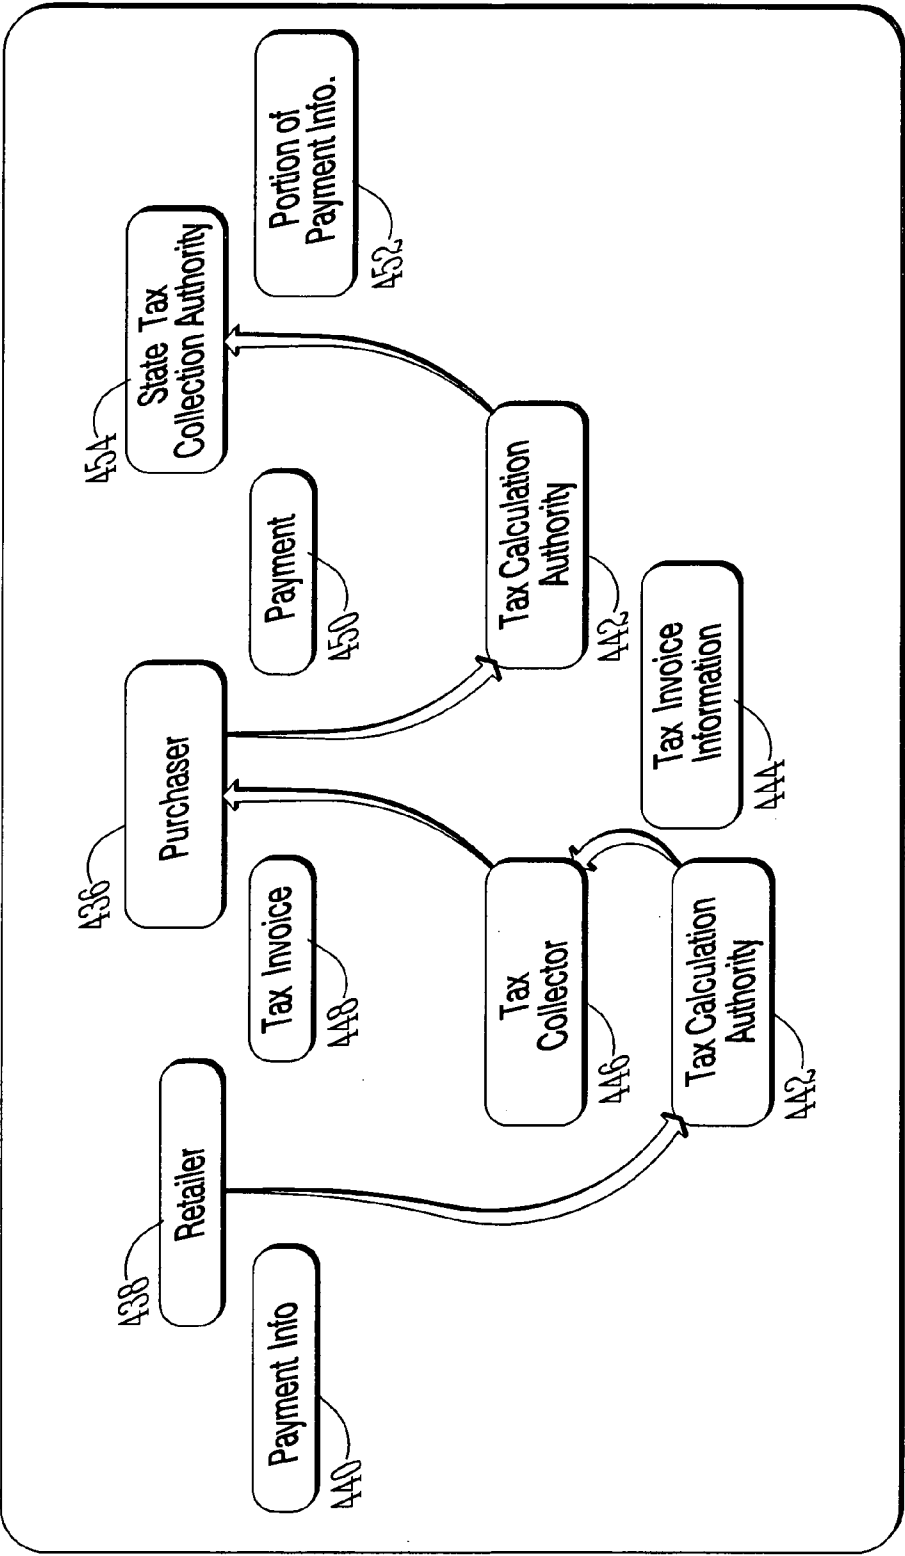 438
Retailer
436
Purchaser
454
State Tax
Collection Authority
440
Payment Info
448
Tax Invoice
450
Payment
452
Portion of
Payment Info.
446
Tax
Collector
442
Tax Calculation
Authority
442
Tax Calculation
Authority
444
Tax Invoice
Information